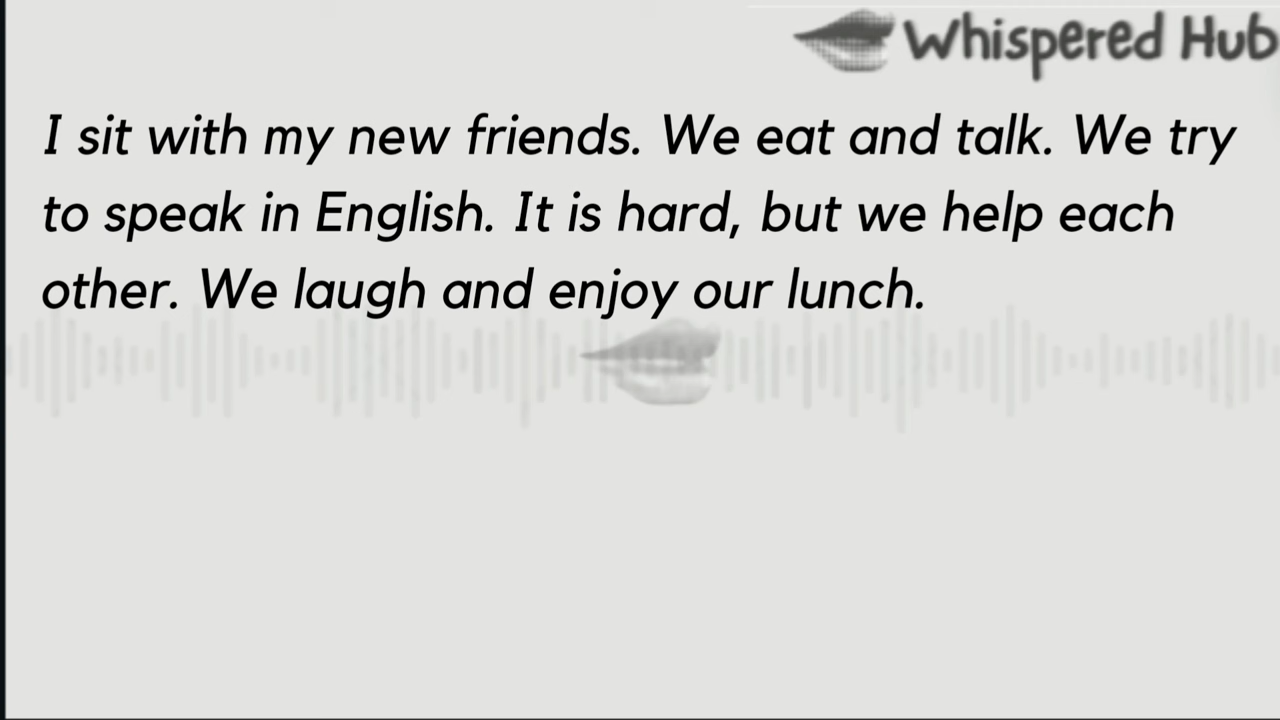 Whispered Hub
I sit with my new friends. We eat and talk. We try
to speak in English. It is hard, but we help each
other. We laugh and enjoy our lunch.